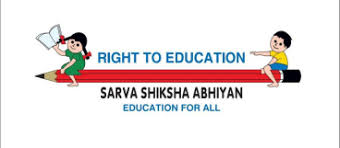 RIGHT TO EDUCATION
SARVA SHIKSHA ABHIYAN
EDUCATION FOR ALL